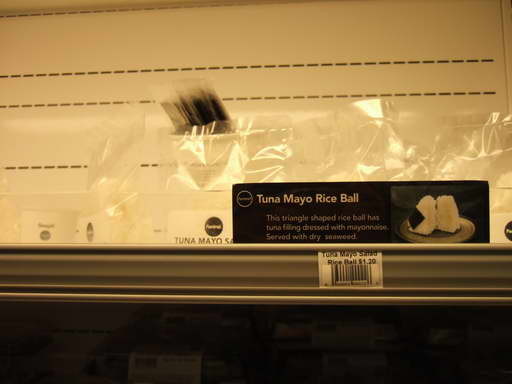 Tuna Mayo Rice Ball
This triangle shaped rice ball has
tuna filling dressed with mayonnaise.
Served with dry seaweed.
TUNA MAYO SA
Tuna Mayo Salad
Rice Ball $1.20